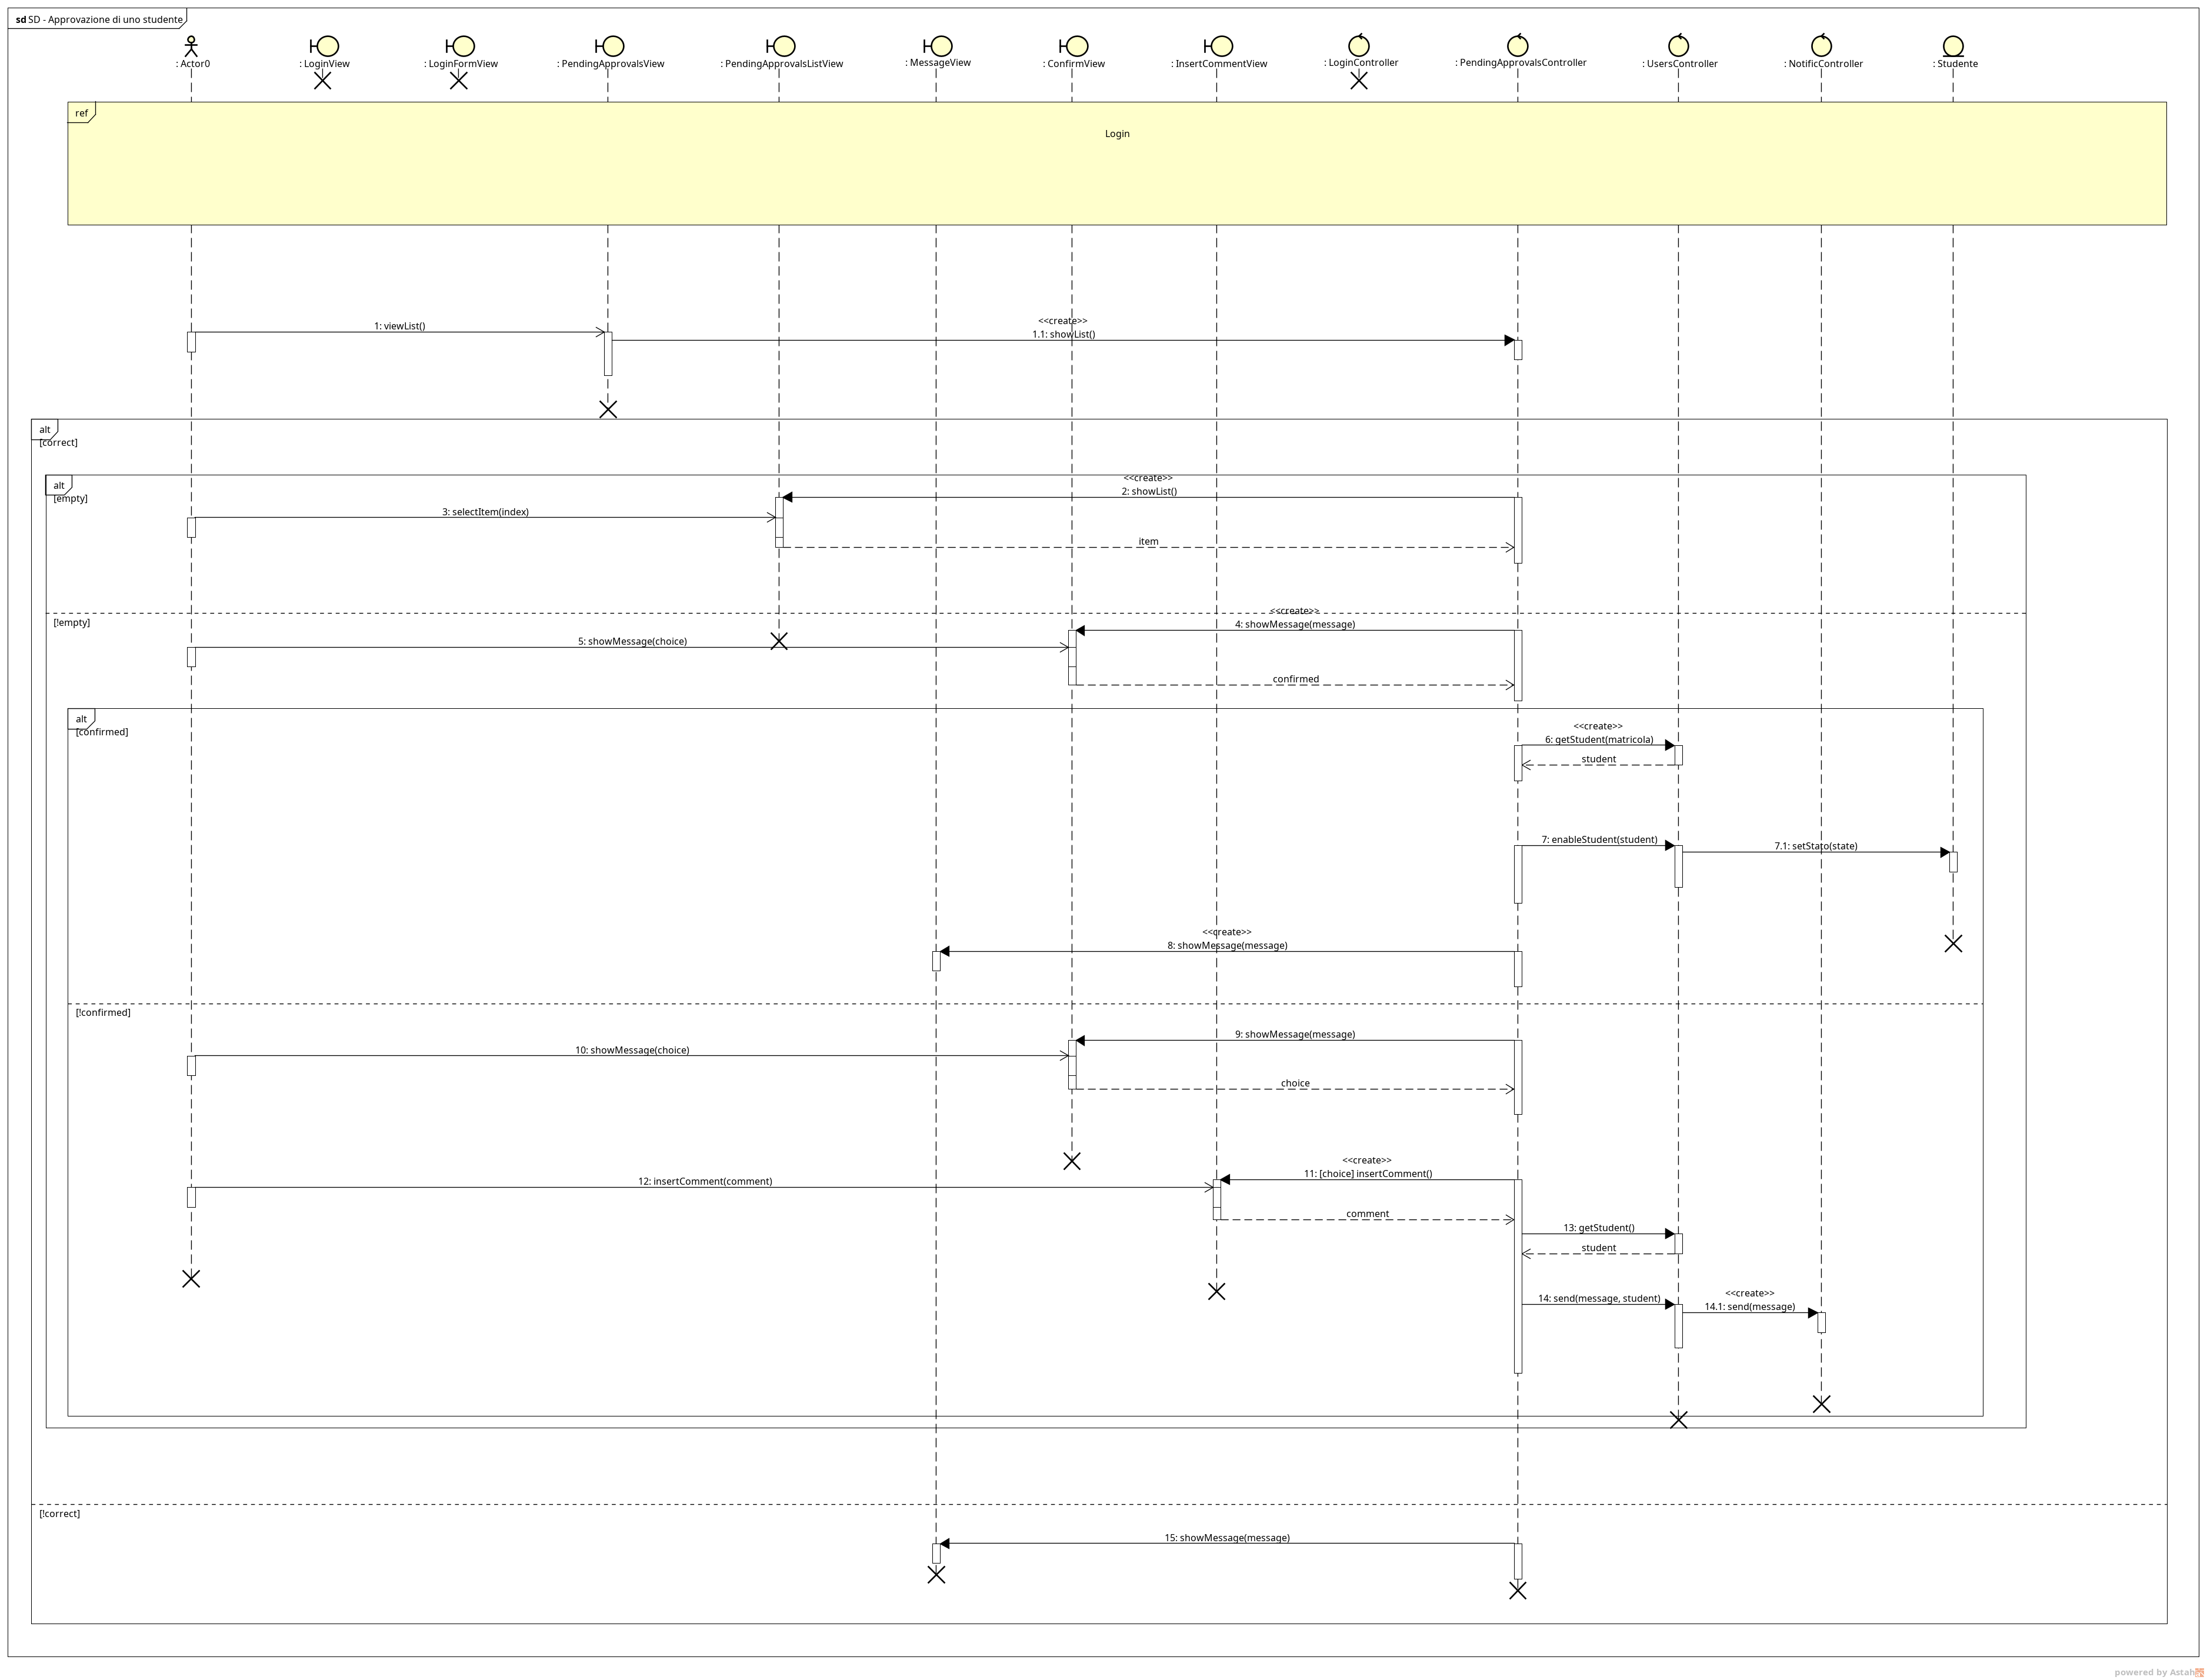 sd SD - Approvazione di uno studente
: Actor0
: LoginView
: LoginFormView
: PendingApprovalsView
: PendingApprovalsListView
: MessageView
: ConfirmView
: InsertCommentView
: LoginController
: PendingApprovalsController
: UsersController
: NotificController
: Studente
ref
Login
<<create>>
1: viewList()
1.1: showList()
alt
[correct]
alt
[empty]
<<create>>
2: showList()
3: selectItem(index)
item
<<create>>
[!empty]
4: showMessage(message)
5: showMessage(choice)
confirmed
alt
[confirmed]
<<create>>
6: getStudent(matricola)
student
7: enableStudent(student)
7.1: setStato(state)
<<create>>
8: showMessage(message)
[!confirmed]
9: showMessage(message)
10: showMessage(choice)
choice
<<create>>
11: [choice] insertComment()
12: insertComment(comment)
comment
13: getStudent()
student
<<create>>
14: send(message, student)
14.1: send(message)
[!correct]
15: showMessage(message)
powered by Astah